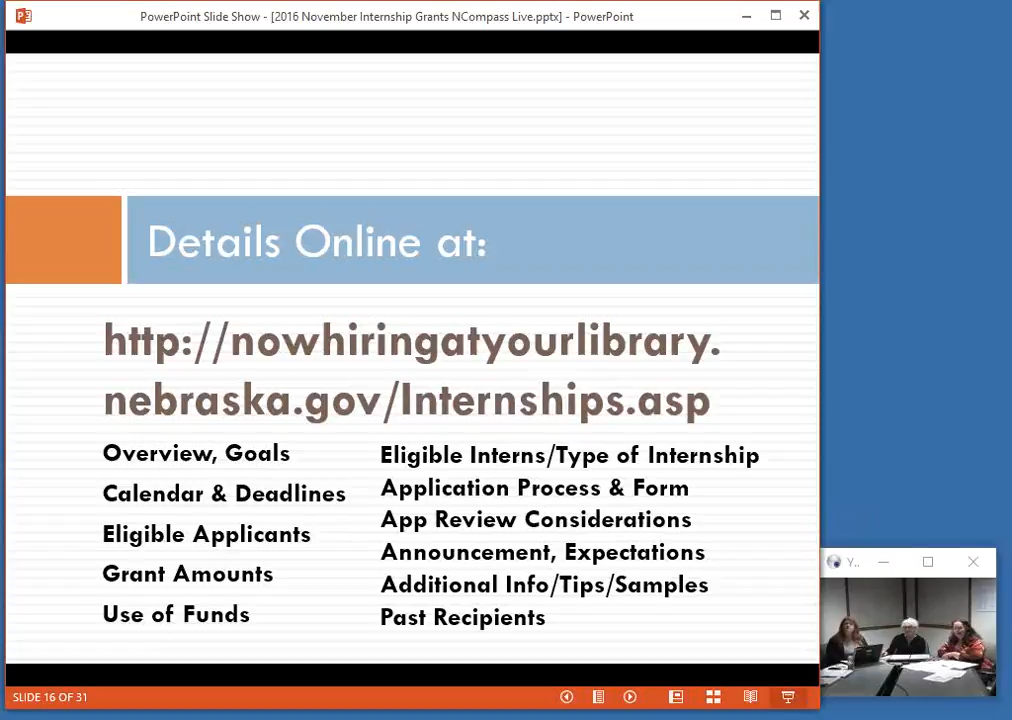 PowerPoint Slide Show - [2016 November Internship Grants NCompass Live.pptx] - PowerPoint
Details Online at:
http://nowhiringatyourlibrary.
nebraska.gov/Internships.asp
Overview, Goals
Calendar & Deadlines
Eligible Applicants
Grant Amounts
Use of Funds
Eligible Interns/Type of Internship
Application Process & Form
App Review Considerations
Announcement, Expectations
Additional Info/Tips/Samples
Past Recipients
Y..
SLIDE 16 OF 31